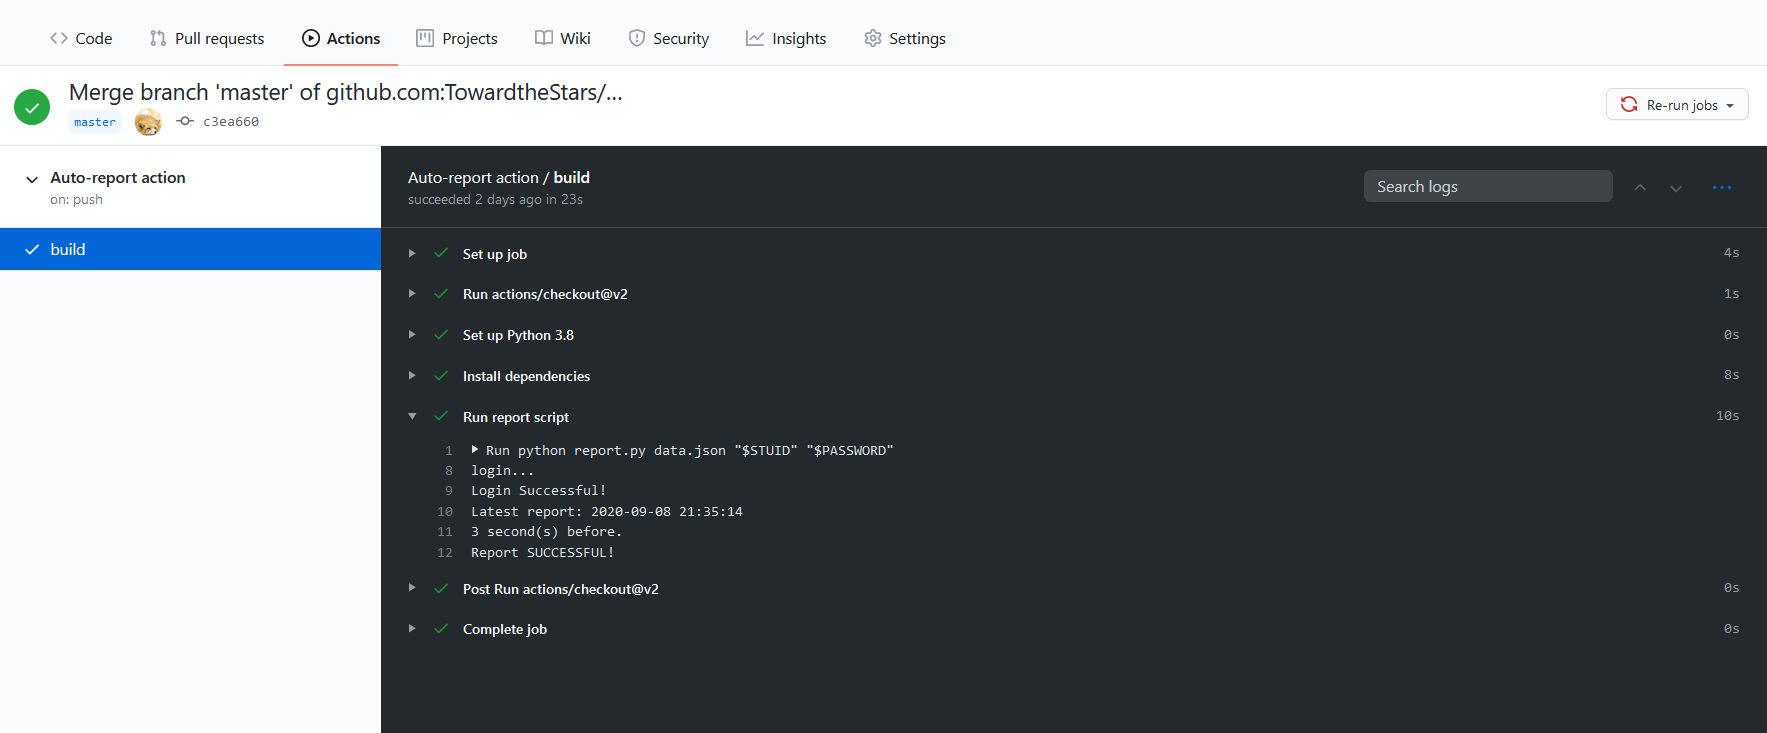 Code Pull requests Actions Projects Wiki Security Insights Settings
Merge branch 'master' of github.com:TowardtheStars/...
master c3ea660
Re-run jobs
Auto-report action
on: push
build
Auto-report action / build
succeeded 2 days ago in 23s
Search logs
Set up job 4s
Run actions/checkout@v2 1s
Set up Python 3.8 0s
Install dependencies 8s
Run report script 10s
1 Run python report.py data.json "$STUID" "$PASSWORD"
8 login...
9 Login Successful!
10 Latest report: 2020-09-08 21:35:14
11 3 second(s) before.
12 Report SUCCESSFUL!
Post Run actions/checkout@v2 0s
Complete job 0s